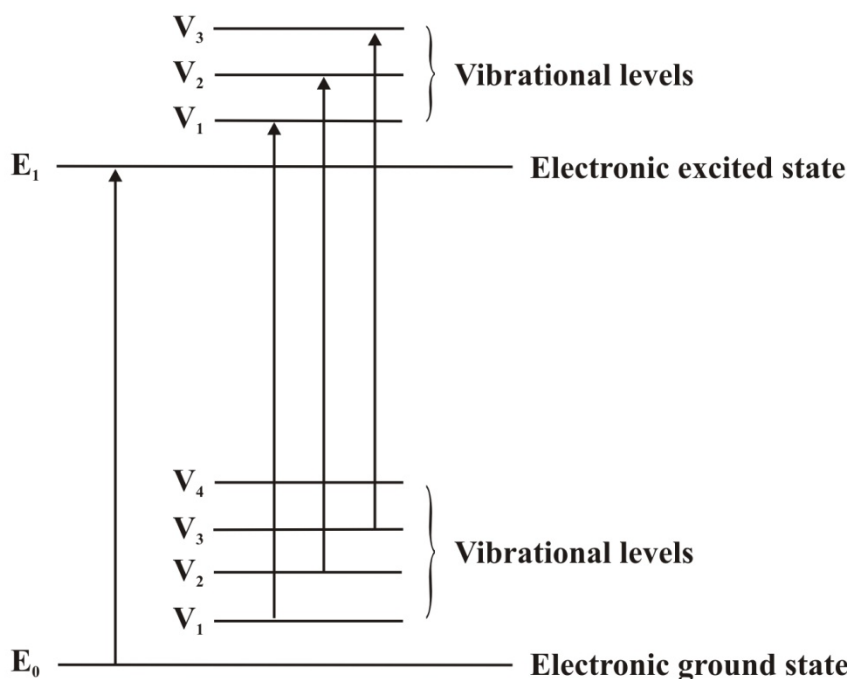 V₃
V₂ Vibrational levels
V₁
E₁ Electronic excited state
V₄
V₃
V₂ Vibrational levels
V₁
E₀ Electronic ground state